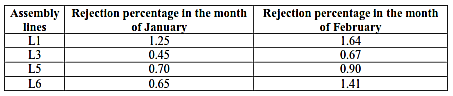 Assembly lines Rejection percentage in the month of January Rejection percentage in the month of February
L1 1.25 1.64
L3 0.45 0.67
L5 0.70 0.90
L6 0.65 1.41